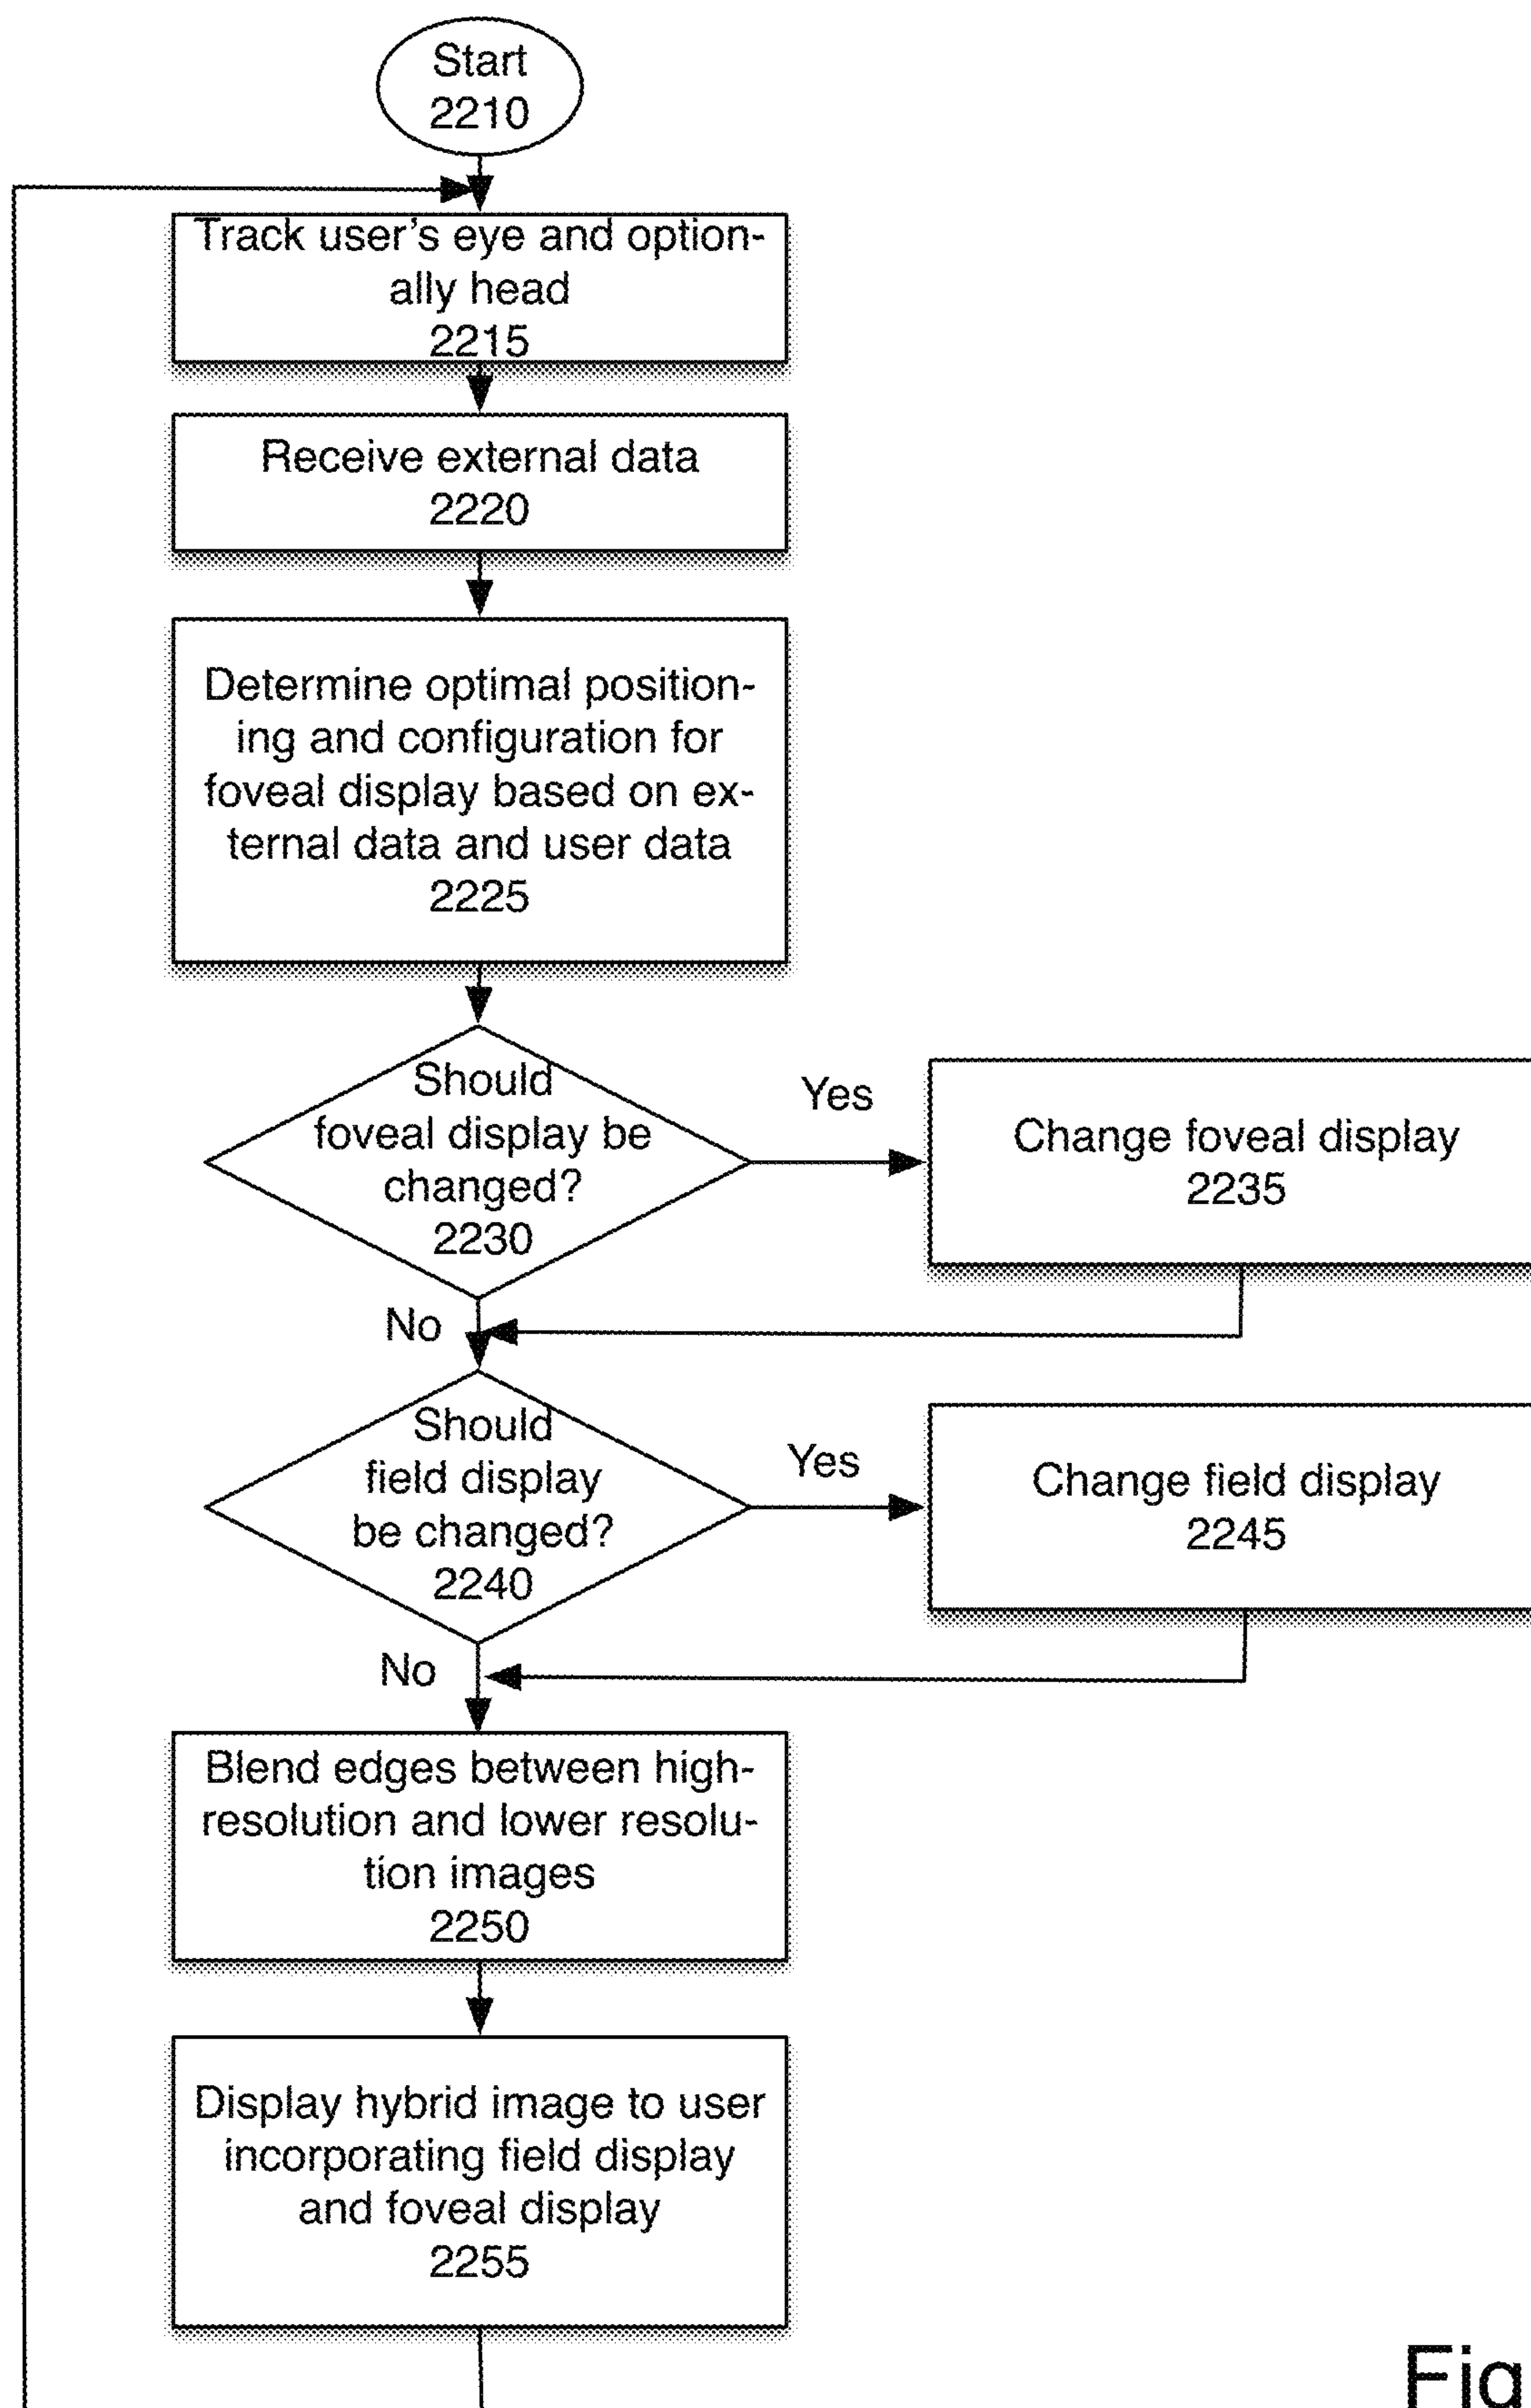 Start
2210
Track user's eye and option-
ally head
2215
Receive external data
2220
Determine optimal position-
ing and configuration for
foveal display based on ex-
ternal data and user data
2225
Should
foveal display be
changed?
2230
Yes
Change foveal display
2235
No
Should
field display
be changed?
2240
Yes
Change field display
2245
No
Blend edges between high-
resolution and lower resolu-
tion images
2250
Display hybrid image to user
incorporating field display
and foveal display
2255
Fig